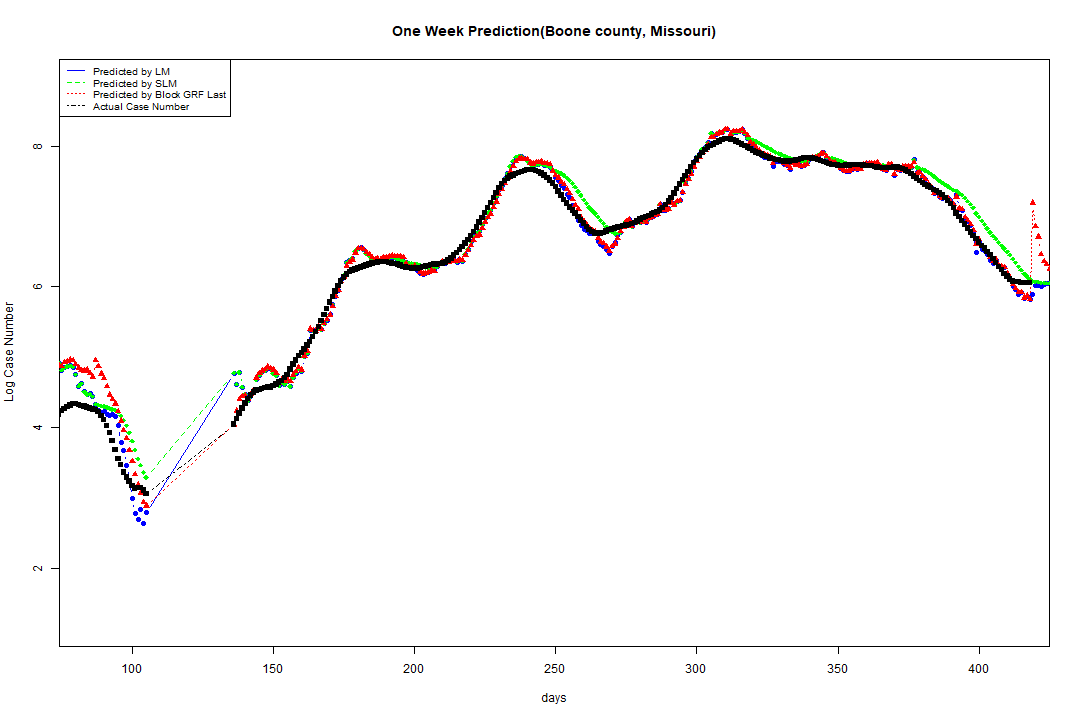 One Week Prediction(Boone county, Missouri)
Predicted by LM
Predicted by SLM
Predicted by Block GRF Last
Actual Case Number
Log Case Number
8
6
4
2
100 150 200 250 300 350 400
days